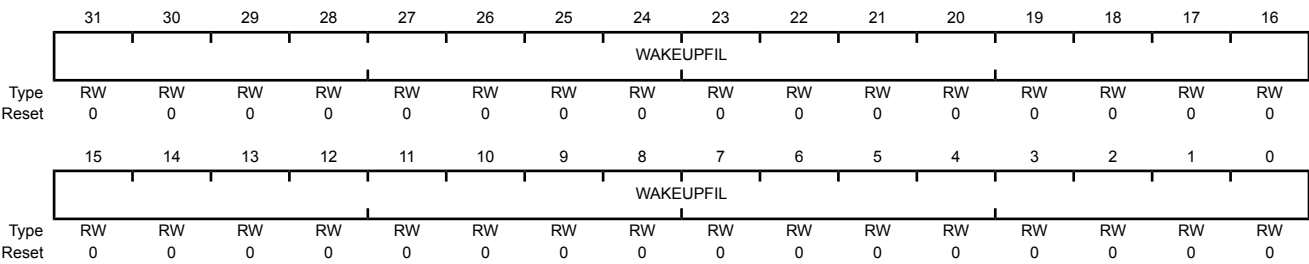 31 30 29 28 27 26 25 24 23 22 21 20 19 18 17 16
WAKEUPFIL
Type RW RW RW RW RW RW RW RW RW RW RW RW RW RW RW RW
Reset 0 0 0 0 0 0 0 0 0 0 0 0 0 0 0 0
15 14 13 12 11 10 9 8 7 6 5 4 3 2 1 0
WAKEUPFIL
Type RW RW RW RW RW RW RW RW RW RW RW RW RW RW RW RW
Reset 0 0 0 0 0 0 0 0 0 0 0 0 0 0 0 0